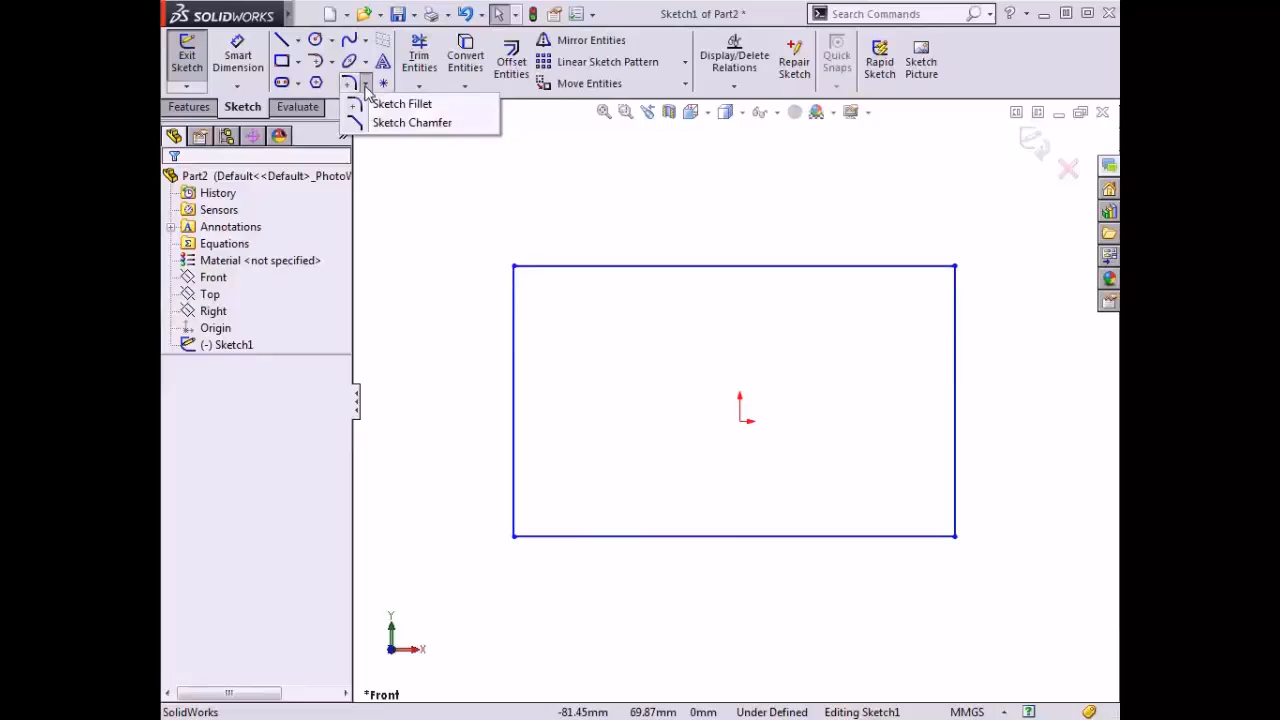 SOLIDWORKS
Sketch1 of Part2 *
Search Commands
Exit Sketch
Smart Dimension
Trim Entities
Convert Entities
Offset Entities
Mirror Entities
Linear Sketch Pattern
Move Entities
Display/Delete Relations
Repair Sketch
Quick Snaps
Rapid Sketch
Sketch Picture
Features
Sketch
Evaluate
Sketch Fillet
Sketch Chamfer
Part2 (Default<<Default>_PhotoV
History
Sensors
Annotations
Equations
Material <not specified>
Front
Top
Right
Origin
(-) Sketch1
Y
X
*Front
SolidWorks
-81.45mm
69.87mm
0mm
Under Defined
Editing Sketch1
MMGS